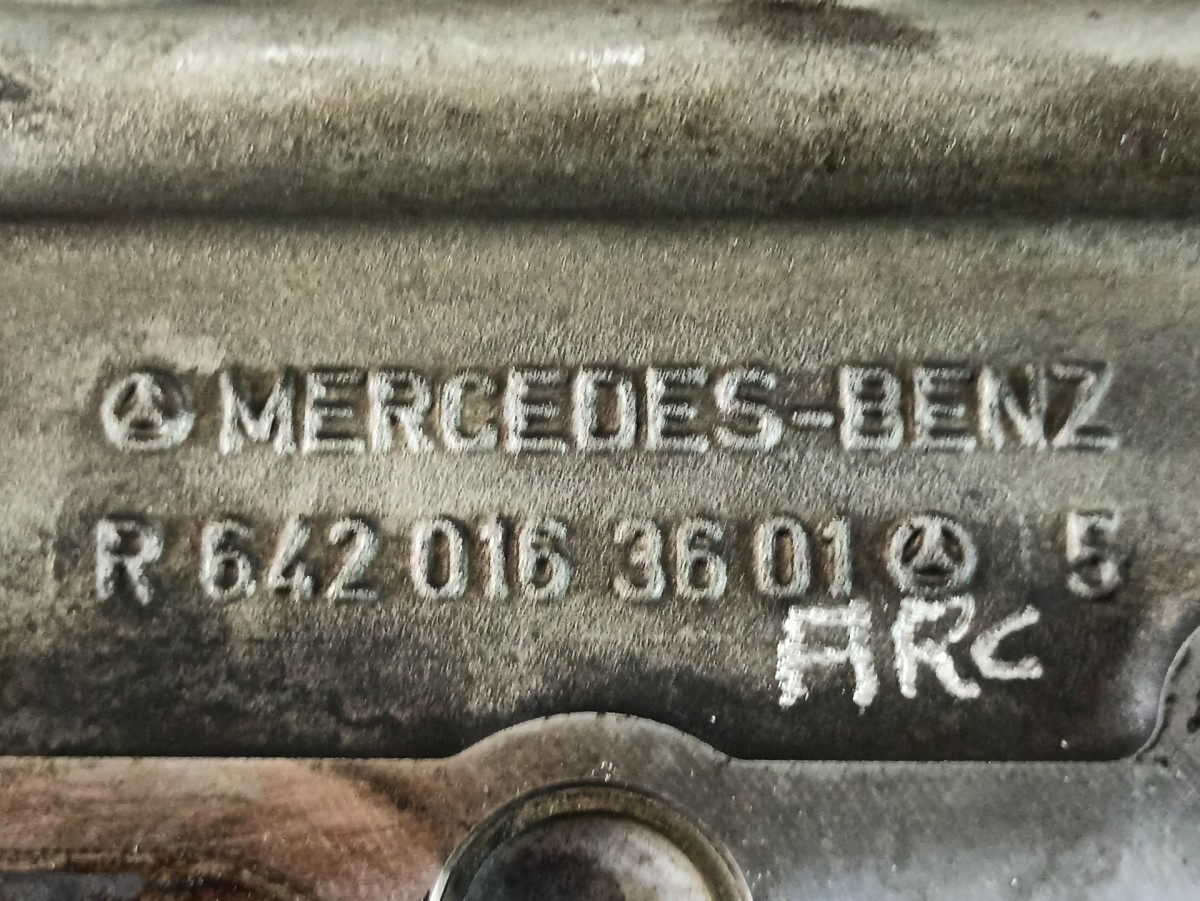 MERCEDES-BENZ
R 642 016 36 01 5
ARC